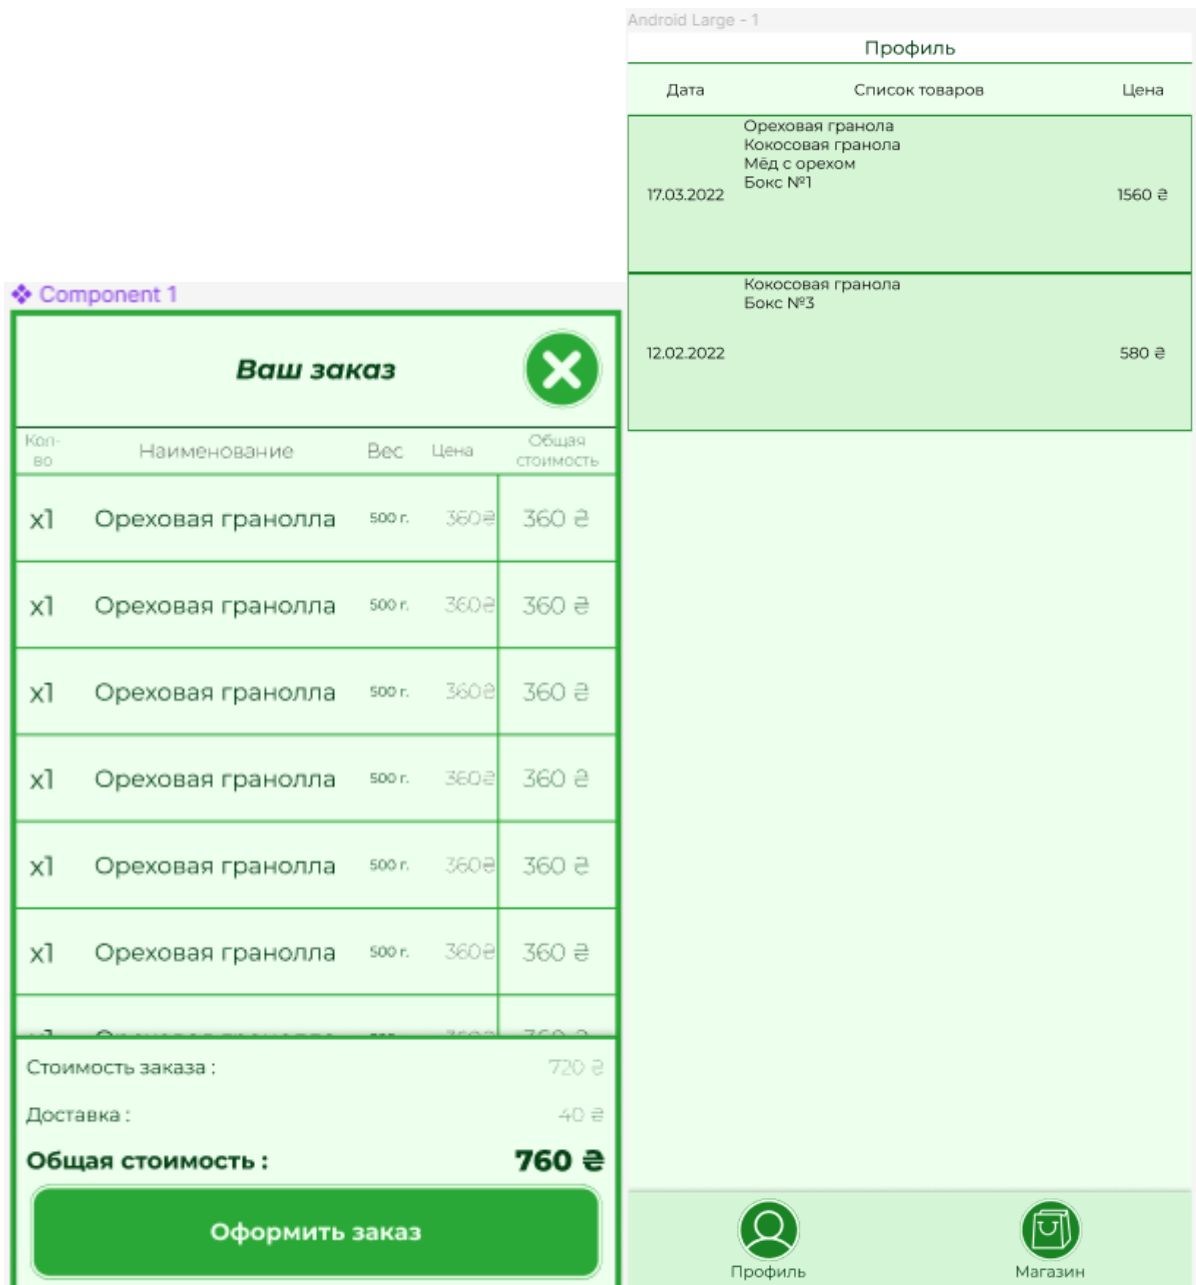 Android Large - 1
Профиль
Дата Список товаров Цена
Ореховая гранола
Кокосовая гранола
Мёд с орехом
Бокс №1
17.03.2022 1560 ₴
Кокосовая гранола
Бокс №3
12.02.2022 580 ₴
Профиль Магазин
Component 1
Ваш заказ
Кол-
во
Наименование Вес Цена
Общая
стоимость
x1 Ореховая гранолла 500 г. 360₴ 360 ₴
x1 Ореховая гранолла 500 г. 360₴ 360 ₴
x1 Ореховая гранолла 500 г. 360₴ 360 ₴
x1 Ореховая гранолла 500 г. 360₴ 360 ₴
x1 Ореховая гранолла 500 г. 360₴ 360 ₴
x1 Ореховая гранолла 500 г. 360₴ 360 ₴
Стоимость заказа : 720 ₴
Доставка : 40 ₴
Общая стоимость : 760 ₴
Оформить заказ